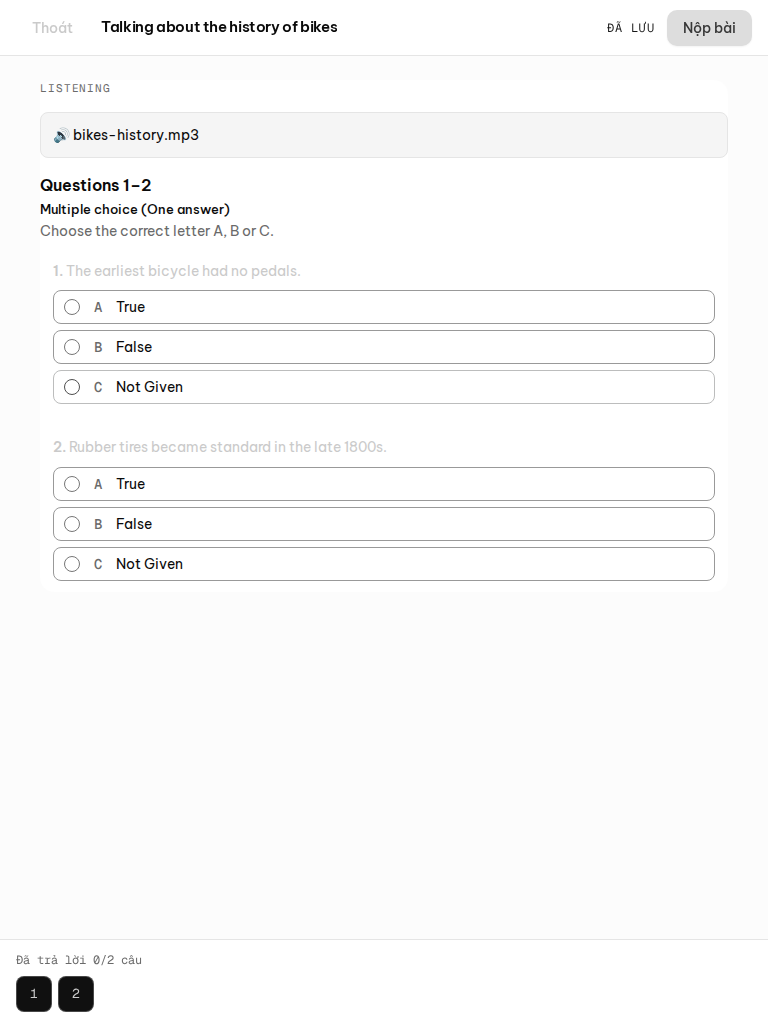 Thoát
Talking about the history of bikes
ĐÃ LƯU
Nộp bài
LISTENING
🔊 bikes-history.mp3
Questions 1–2
Multiple choice (One answer)
Choose the correct letter A, B or C.
1. The earliest bicycle had no pedals.
A True
B False
C Not Given
2. Rubber tires became standard in the late 1800s.
A True
B False
C Not Given
Đã trả lời 0/2 câu
1 2